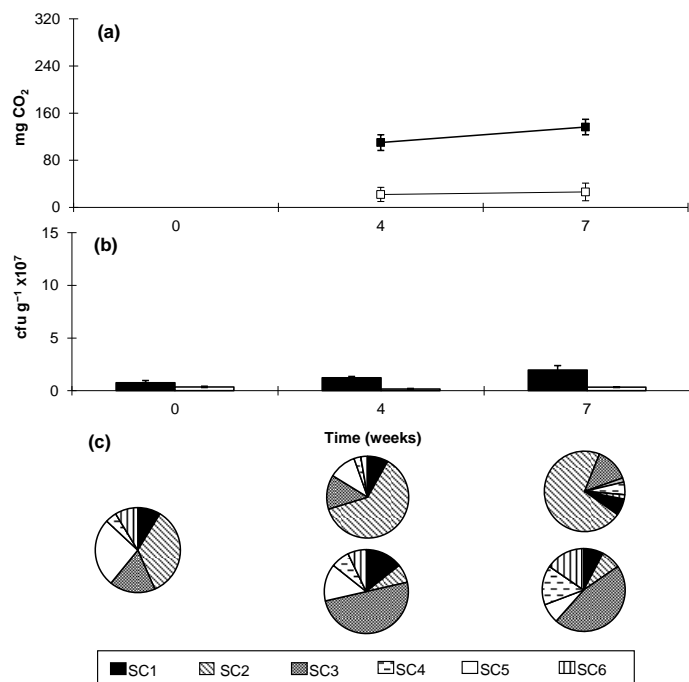 (a)
mg CO₂
320
240
160
80
0
0 4 7
(b)
cfu g⁻¹ x10⁷
15
10
5
0
0 4 7
Time (weeks)
(c)
SC1 SC2 SC3 SC4 SC5 SC6